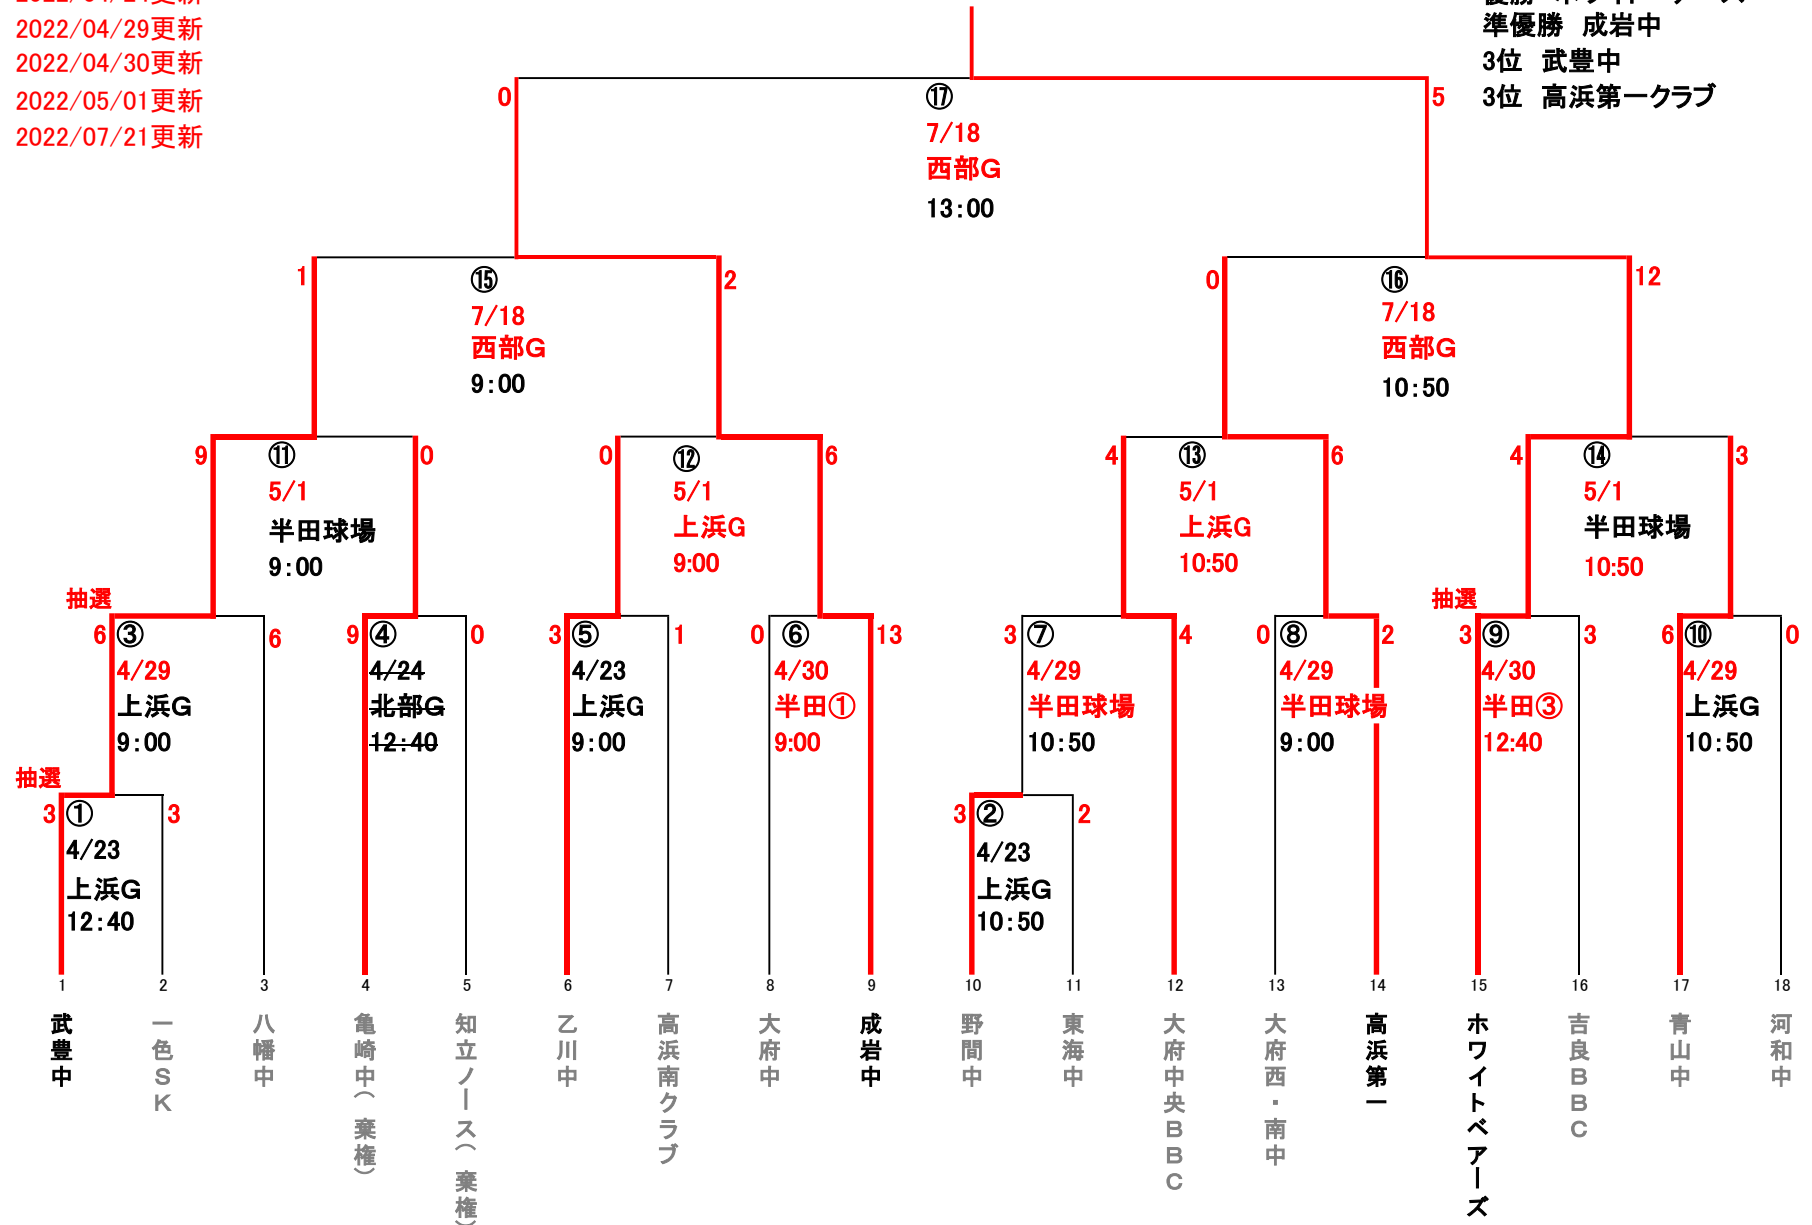 2022/04/29更新
2022/04/30更新
2022/05/01更新
2022/07/21更新
準優勝 成岩中
3位 武豊中
3位 高浜第一クラブ
0
⑰
7/18
西部G
13:00
5
1
⑮
7/18
西部G
9:00
2
0
⑯
7/18
西部G
10:50
12
9
⑪
5/1
半田球場
9:00
0
0
⑫
5/1
上浜G
9:00
6
4
⑬
5/1
上浜G
10:50
6
4
⑭
5/1
半田球場
10:50
3
抽選
6
③
4/29
上浜G
9:00
6
9
④
4/24
北部G
12:40
0
3
⑤
4/23
上浜G
9:00
1
0
⑥
4/30
半田①
9:00
13
3
⑦
4/29
半田球場
10:50
4
0
⑧
4/29
半田球場
9:00
2
抽選
3
⑨
4/30
半田③
12:40
3
6
⑩
4/29
上浜G
10:50
0
抽選
3
①
4/23
上浜G
12:40
3
3
②
4/23
上浜G
10:50
2
1
武豊中
2
一色SK
3
八幡中
4
亀崎中(棄権)
5
知立ノース(棄権)
6
乙川中
7
高浜南クラブ
8
大府中
9
成岩中
10
野間中
11
東海中
12
大府中央BBC
13
大府西・南中
14
高浜第一
15
ホワイトベアーズ
16
吉良BBC
17
青山中
18
河和中